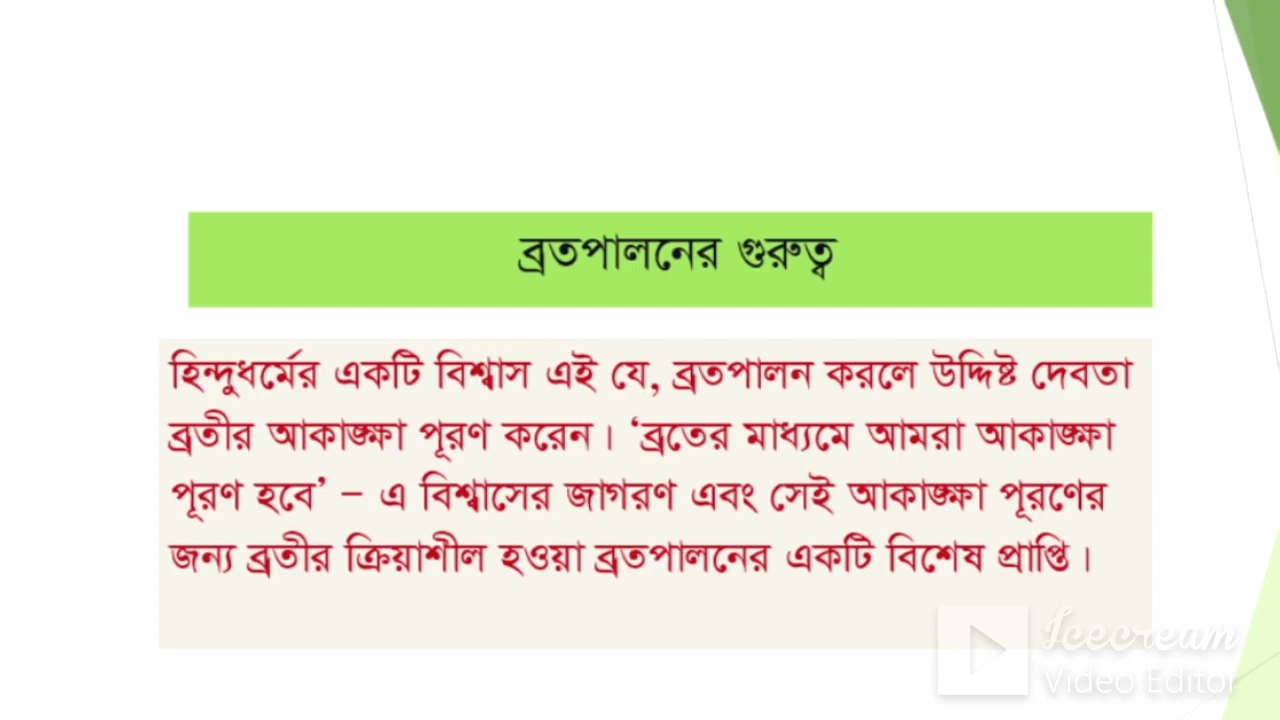 ব্রতপালনের গুরুত্ব
হিন্দুধর্মের একটি বিশ্বাস এই যে, ব্রতপালন করলে উদ্দিষ্ট দেবতা
ব্রতীর আকাঙ্ক্ষা পূরণ করেন। ‘ব্রতের মাধ্যমে আমরা আকাঙ্ক্ষা
পূরণ হবে’ – এ বিশ্বাসের জাগরণ এবং সেই আকাঙ্ক্ষা পূরণের
জন্য ব্রতীর ক্রিয়াশীল হওয়া ব্রতপালনের একটি বিশেষ প্রাপ্তি।
Icecream
Video Editor